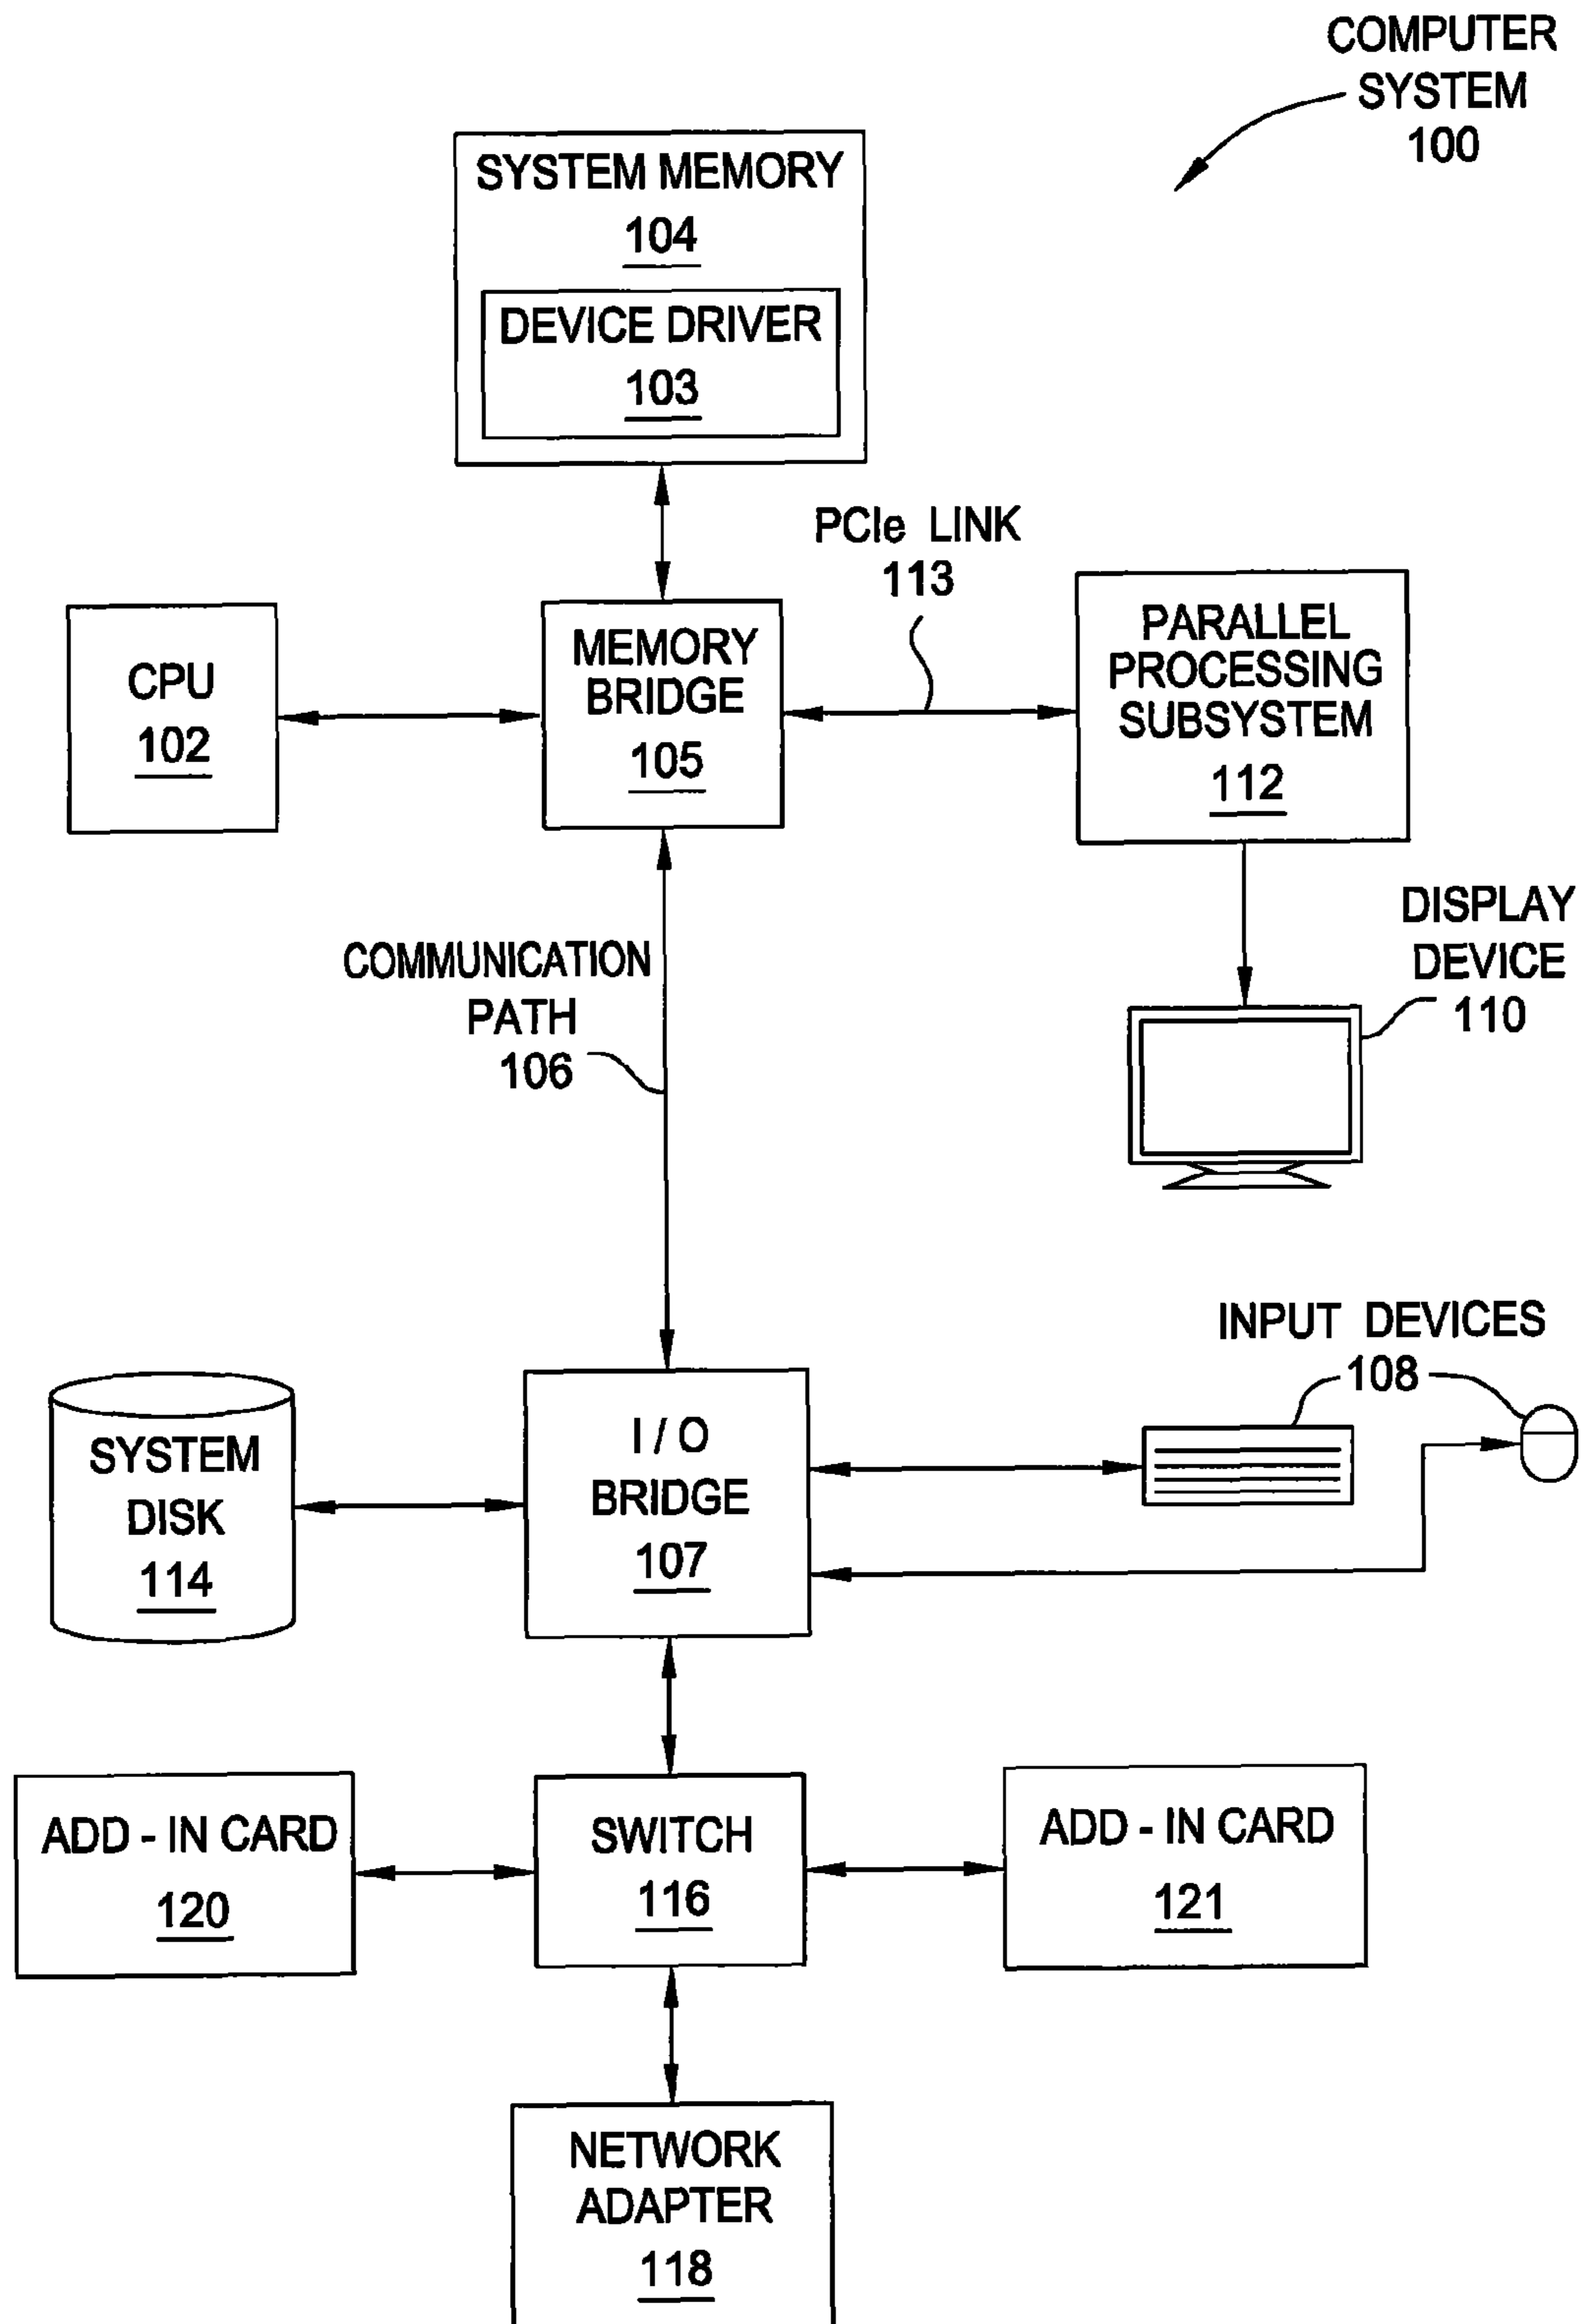 COMPUTER
SYSTEM
100
SYSTEM MEMORY
104
DEVICE DRIVER
103
PCIe LINK
113
CPU
102
MEMORY
BRIDGE
105
PARALLEL
PROCESSING
SUBSYSTEM
112
COMMUNICATION
PATH
106
DISPLAY
DEVICE
110
INPUT DEVICES
108
SYSTEM
DISK
114
I / O
BRIDGE
107
ADD - IN CARD
120
SWITCH
116
ADD - IN CARD
121
NETWORK
ADAPTER
118